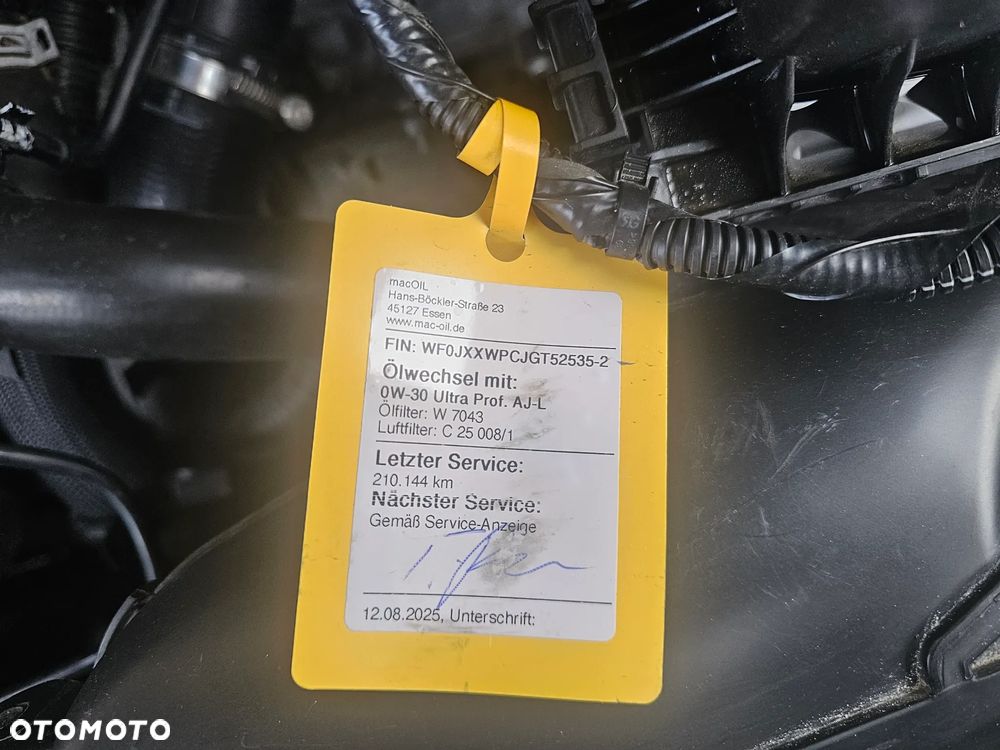 macOIL
Hans-Böckler-Straße 23
45127 Essen
www.mac-oil.de
FIN: WF0JXXWPCJGT52535-2
Ölwechsel mit:
0W-30 Ultra Prof. AJ-L
Ölfilter: W 7043
Luftfilter: C 25 008/1
Letzter Service:
210.144 km
Nächster Service:
Gemäß Service-Anzeige
12.08.2025, Unterschrift:
OTOMOTO